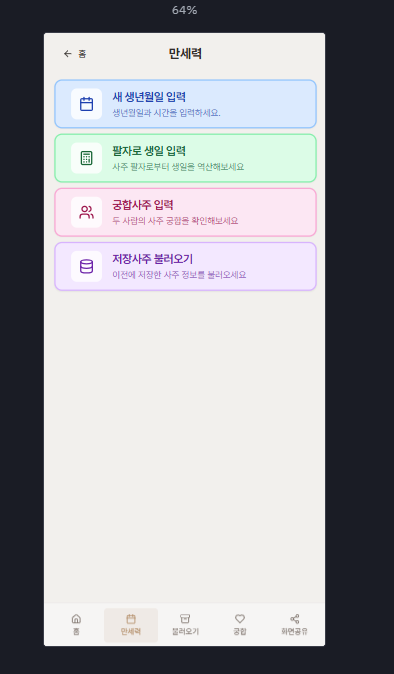 64%
홈
만세력
새 생년월일 입력
생년월일과 시간을 입력하세요.
팔자로 생일 입력
사주 팔자로부터 생일을 역산해보세요
궁합사주 입력
두 사람의 사주 궁합을 확인해보세요
저장사주 불러오기
이전에 저장한 사주 정보를 불러오세요
홈
만세력
불러오기
궁합
화면공유